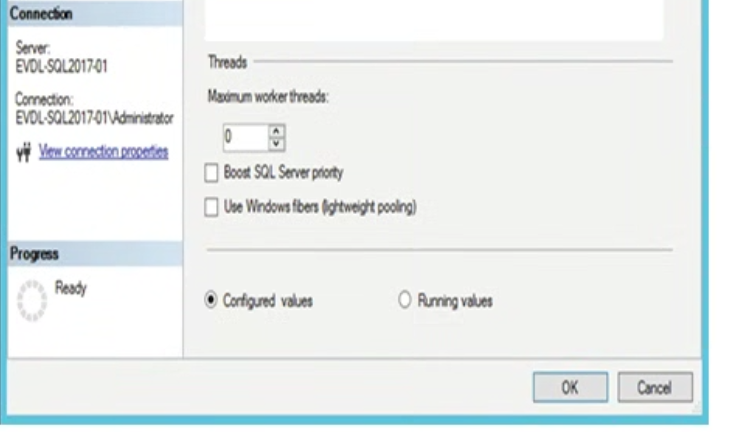 Connection
Server:
EVDL-SQL2017-01
Connection:
EVDL-SQL2017-01\Administrator
View connection properties
Progress
Ready
Threads
Maximum worker threads:
0
Boost SQL Server priority
Use Windows fibers (lightweight pooling)
Configured values
Running values
OK
Cancel